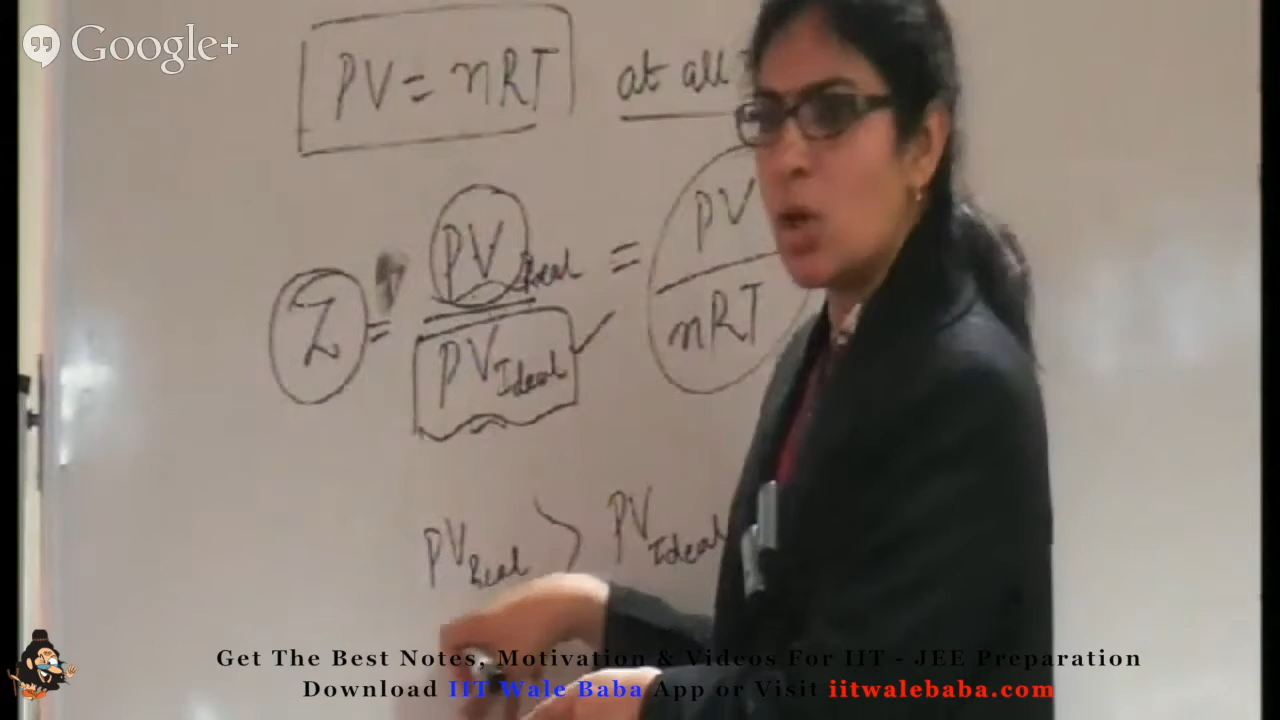 Google+
PV = nRT at all
Z = PV Real / PV Ideal = PV / nRT
PV Real > PV Ideal
Get The Best Notes, Motivation & Videos For IIT - JEE Preparation
Download IIT Wale Baba App or Visit iitwalebaba.com